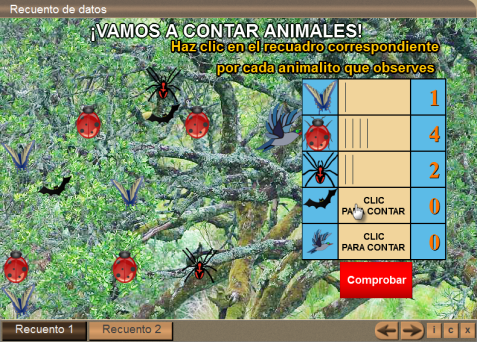 Recuento de datos
¡VAMOS A CONTAR ANIMALES!
Haz clic en el recuadro correspondiente
por cada animalito que observes
1
4
2
CLIC
PARA CONTAR
0
CLIC
PARA CONTAR
0
Comprobar
Recuento 1
Recuento 2
i
c
x